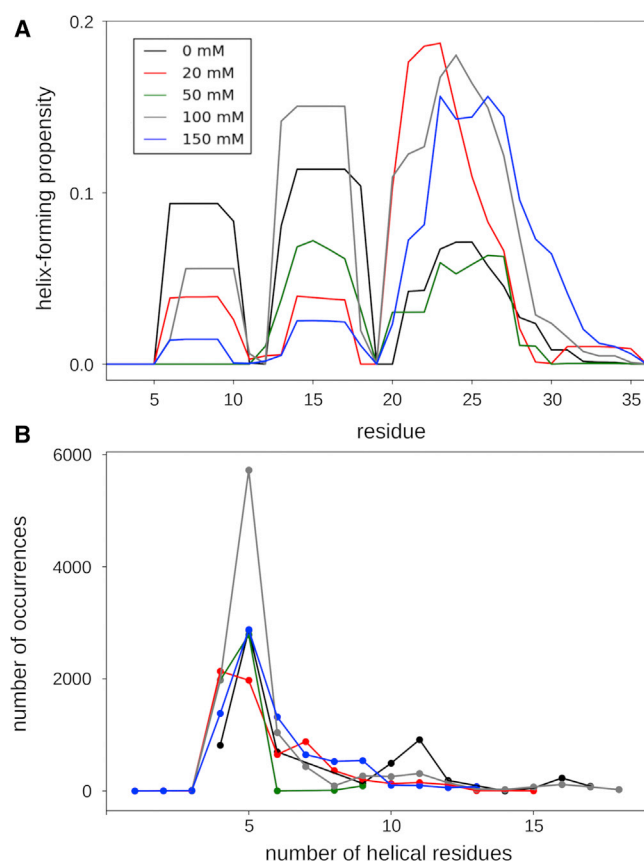 A
0.2
0 mM
20 mM
50 mM
100 mM
150 mM
helix-forming propensity
0.1
0.0
5 10 15 20 25 30 35
residue
B
6000
4000
2000
0
number of occurrences
5 10 15
number of helical residues